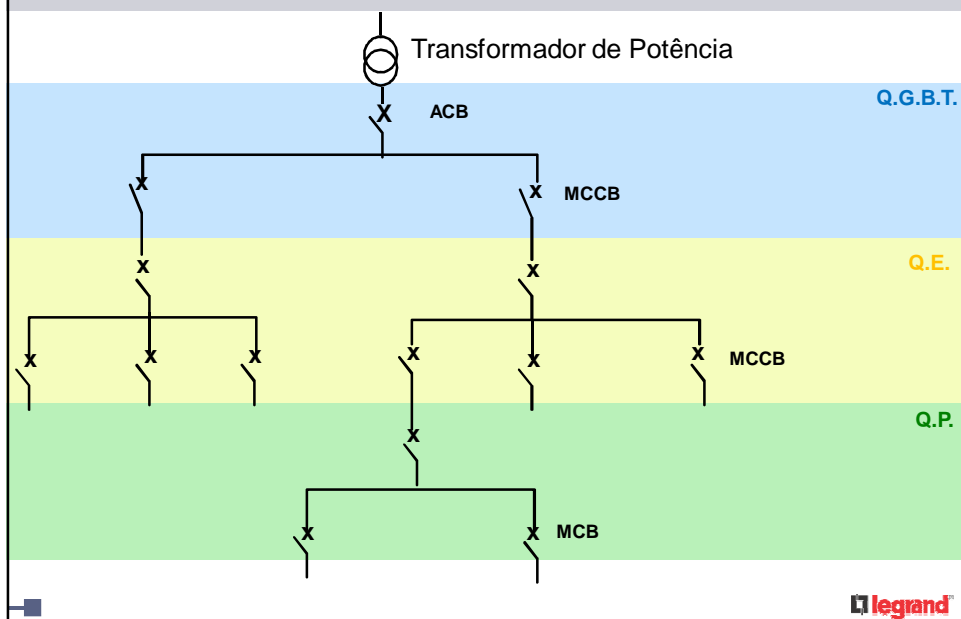 Transformador de Potência
Q.G.B.T.
ACB
MCCB
Q.E.
MCCB
Q.P.
MCB
legrand